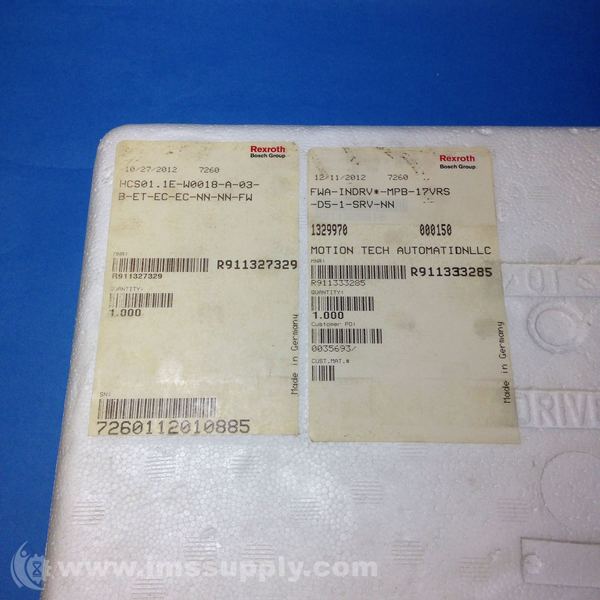 Rexroth
Bosch Group
10/27/2012 7260
HCS01.1E-W0018-A-03-
B-ET-EC-EC-NN-NN-FW
MNR:
R911327329
R911327329
QUANTITY:
1.000
Made in Germany
SN:
7260112010885
Rexroth
Bosch Group
12/11/2012 7260
FWA-INDRV*-MPB-17VRS
-D5-1-SRV-NN
1329970 000150
MOTION TECH AUTOMATIONLLC
MNR:
R911333285
R911333285
QUANTITY:
1.000
Customer PO:
0035693/
CUST.MAT.#
Made in Germany
DRIVE
www.imssupply.com